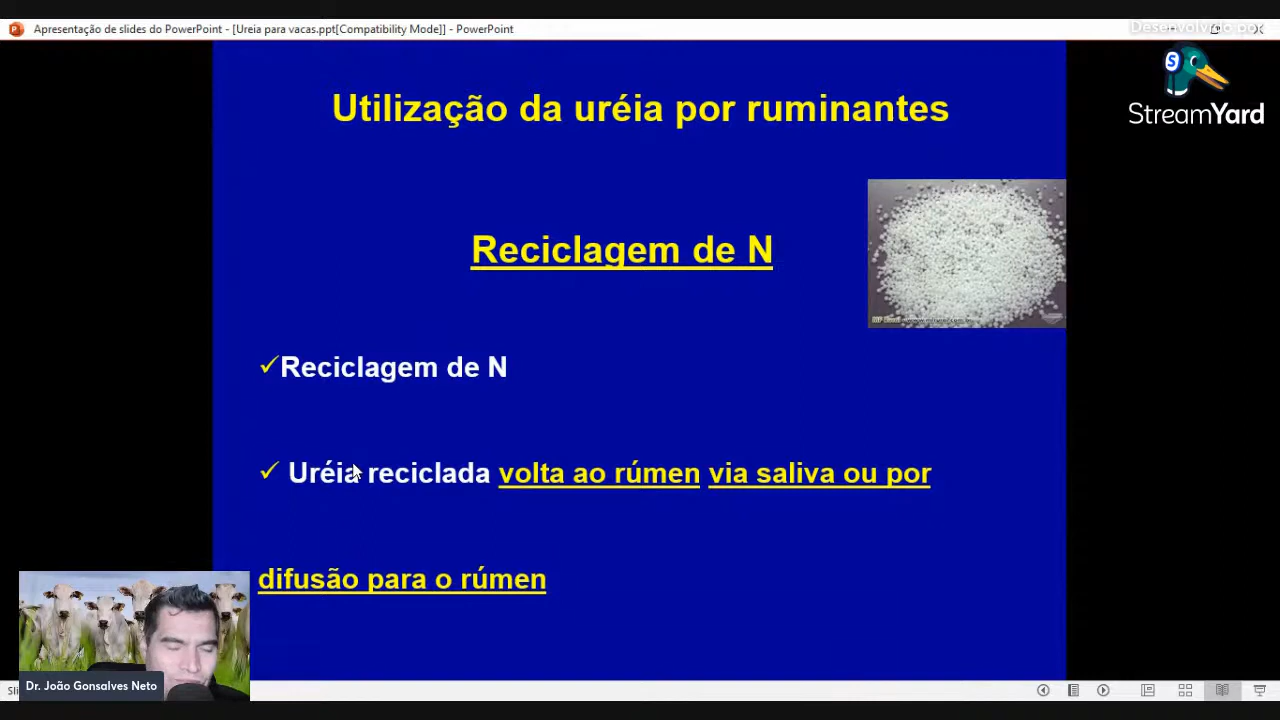 Apresentação de slides do PowerPoint - [Ureia para vacas.ppt[Compatibility Mode]] - PowerPoint
Desenvolvido por
StreamYard
Utilização da uréia por ruminantes
Reciclagem de N
✓Reciclagem de N
✓ Uréia reciclada volta ao rúmen via saliva ou por
difusão para o rúmen
Dr. João Gonsalves Neto